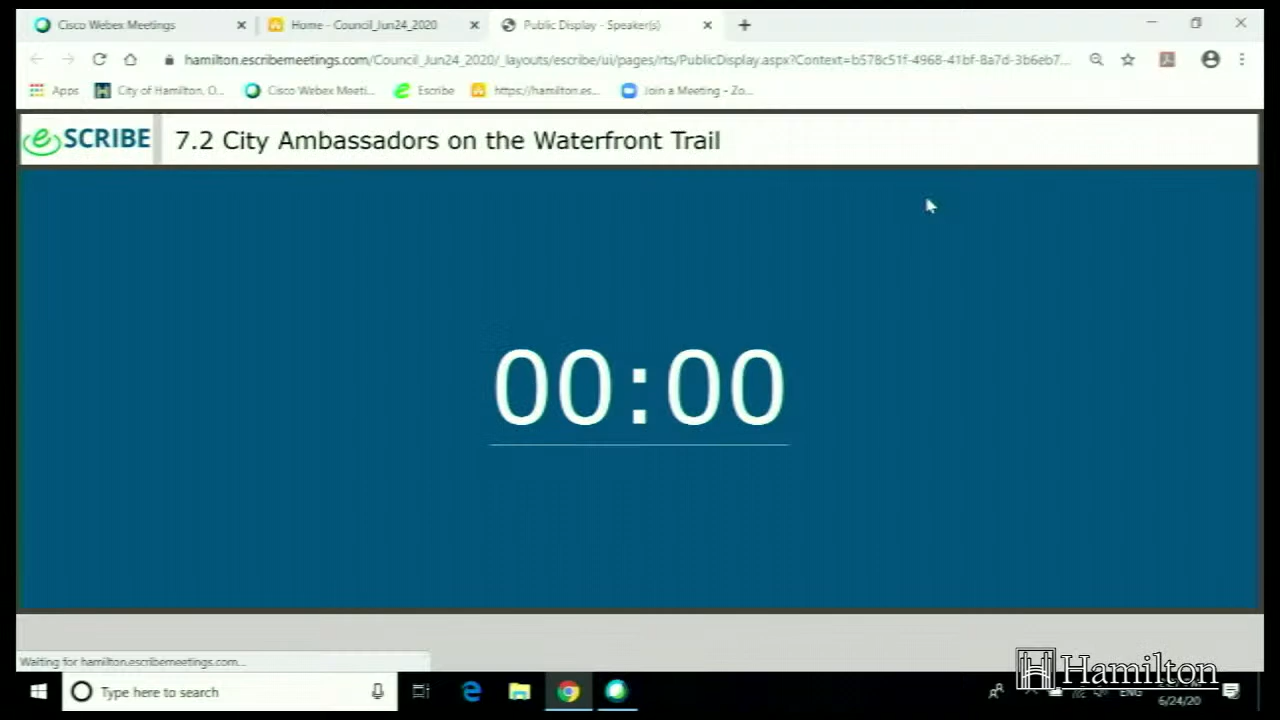 Cisco Webex Meetings
Home - Council_Jun24_2020
Public Display - Speaker(s)
hamilton.escribemeetings.com/Council_Jun24_2020/_layouts/escribe/ui/pages/rts/PublicDisplay.aspx?Context=b578c51f-4968-41bf-8a7d-3b6eb7...
Apps
City of Hamilton, O...
Cisco Webex Meeti...
Escribe
https://hamilton.es...
Join a Meeting - Zo...
eSCRIBE
7.2 City Ambassadors on the Waterfront Trail
00:00
Waiting for hamilton.escribemeetings.com...
Hamilton
Type here to search
ENG
6/24/20